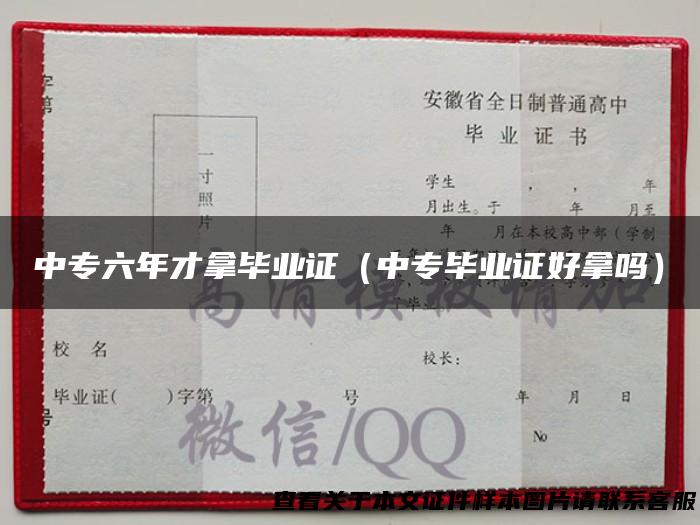 字
第
安徽省全日制普通高中
毕业证书
一寸照片
学生 , , 年
月出生。于 年 月至
年 月在本校高中部（学制
中专六年才拿毕业证（中专毕业证好拿吗）
高清模板请加
毕业。
校名
校长：
毕业证( )字第 号
年 月 日
号
微信/QQ
No
查看关于本文证件样本图片请联系客服